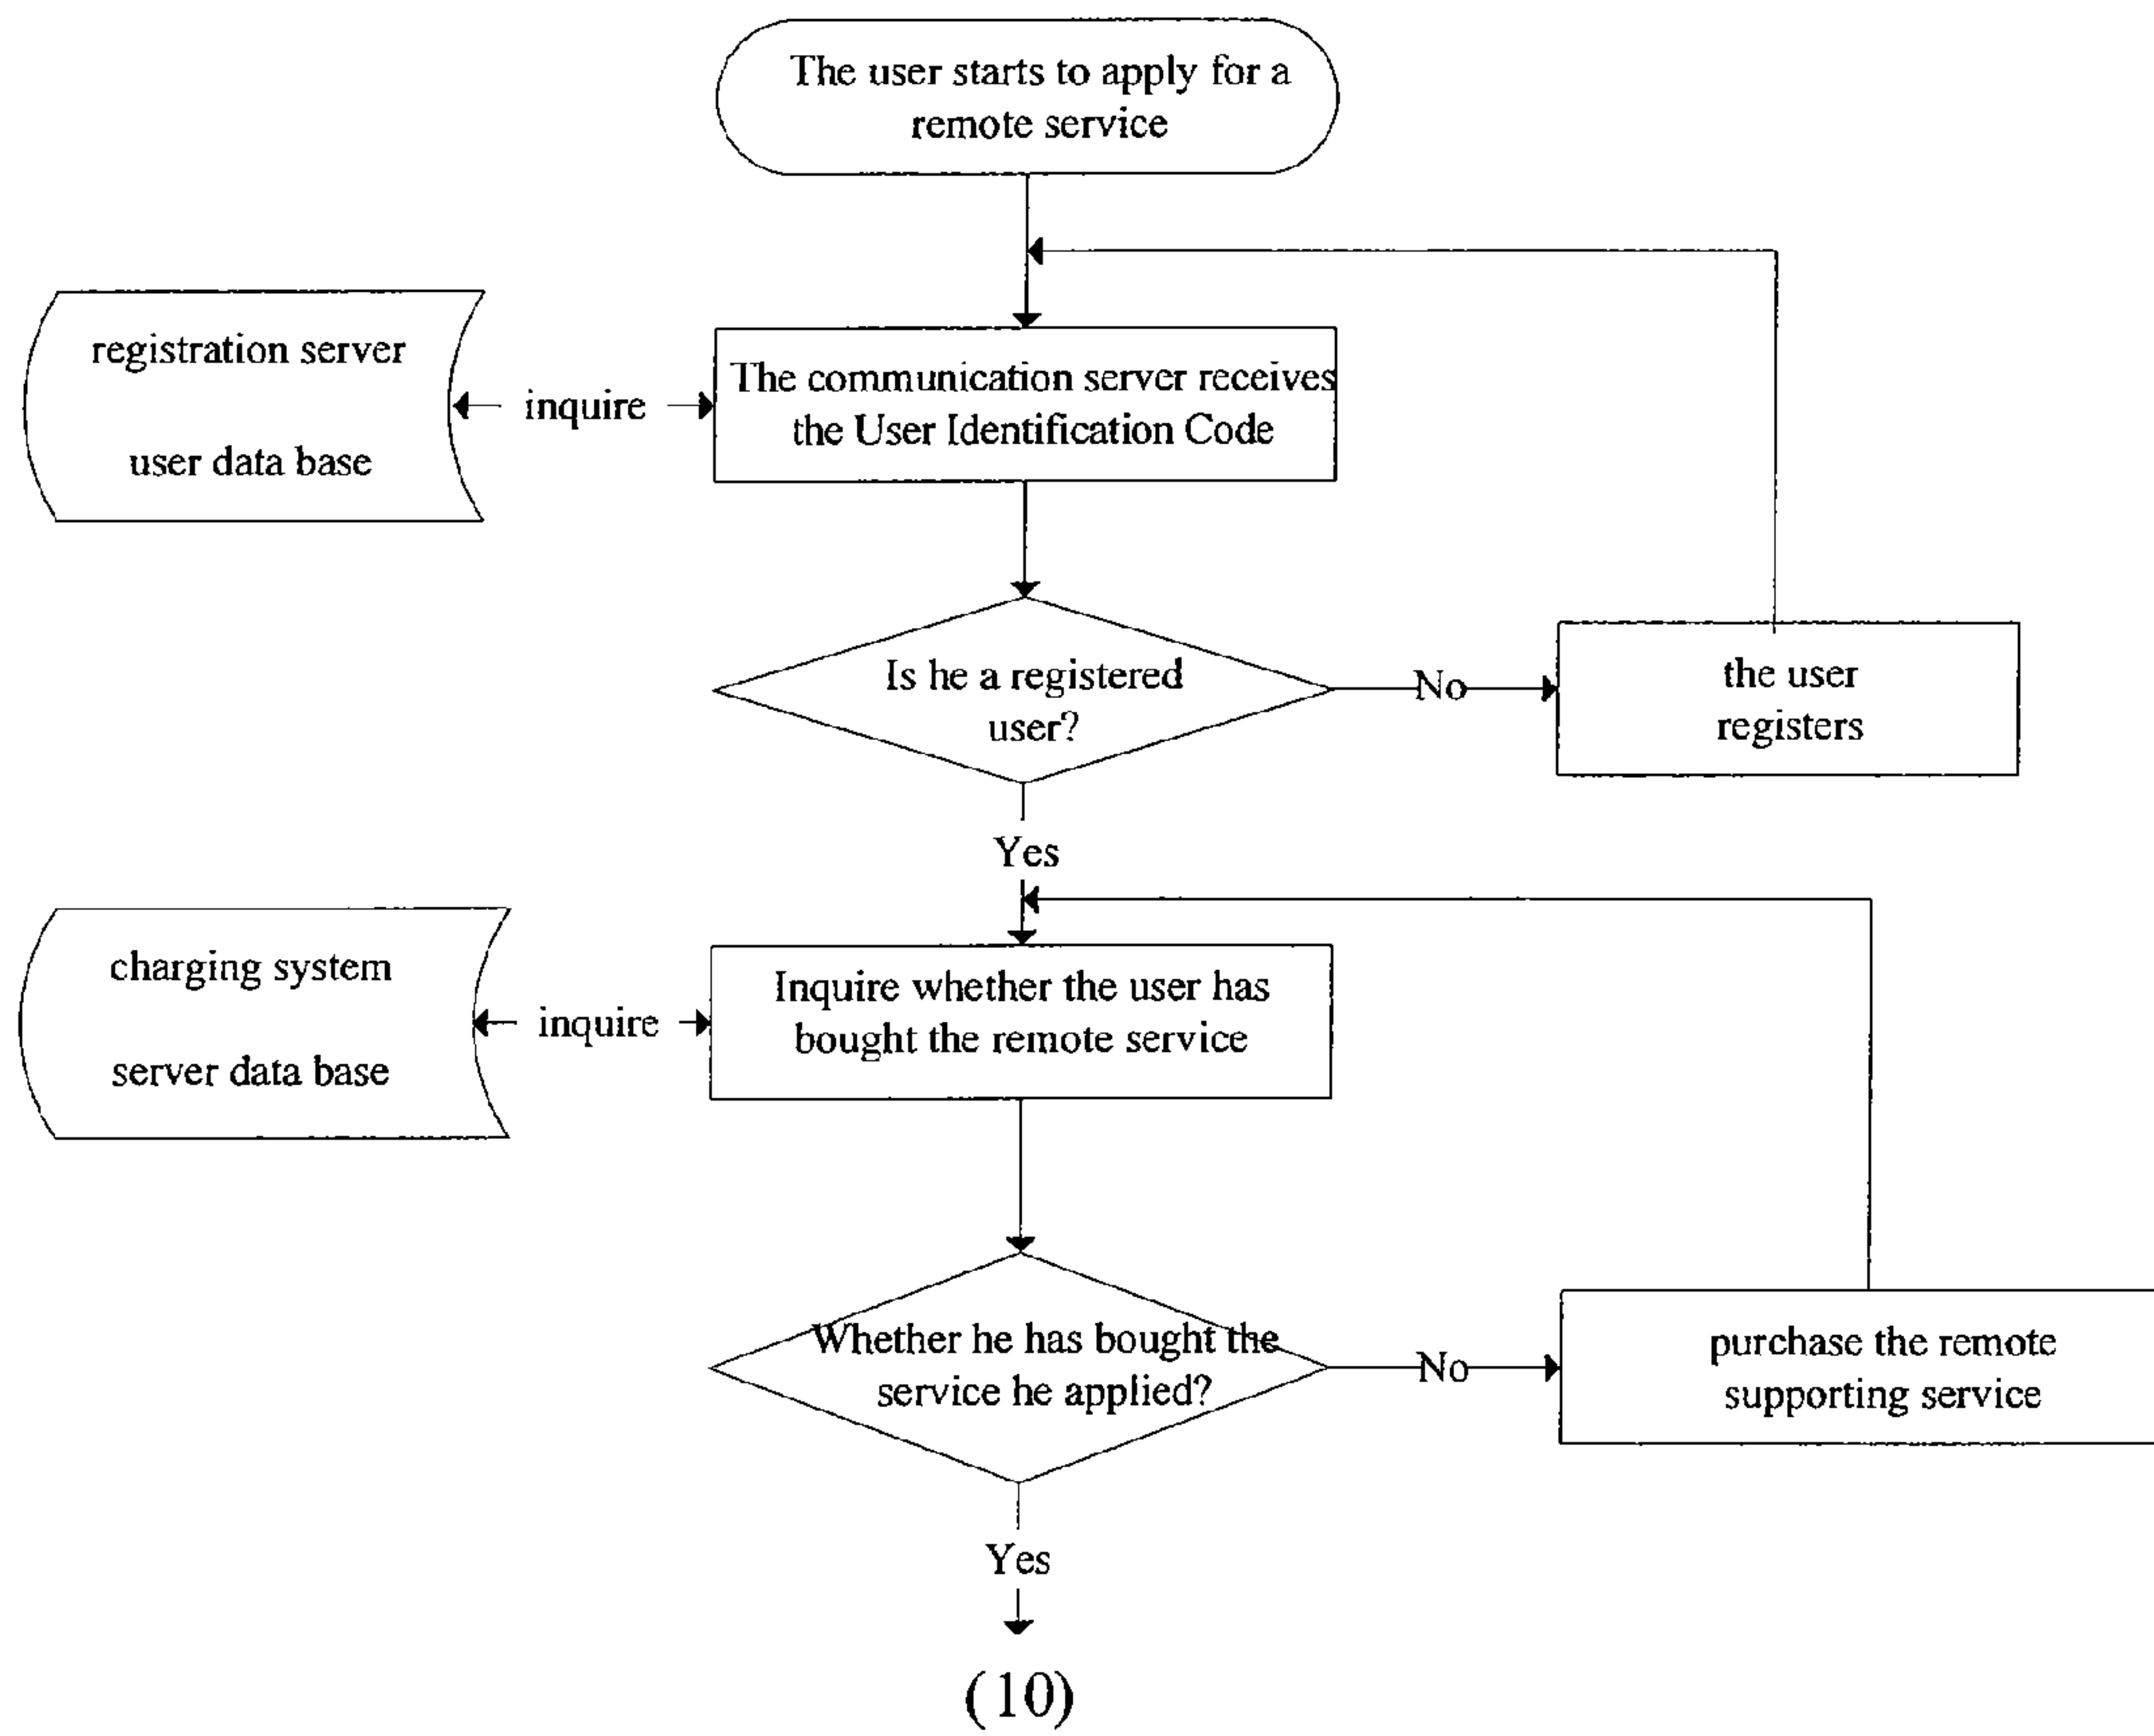 The user starts to apply for a
remote service
registration server
user data base
inquire
The communication server receives
the User Identification Code
Is he a registered
user?
No
the user
registers
Yes
charging system
server data base
inquire
Inquire whether the user has
bought the remote service
Whether he has bought the
service he applied?
No
purchase the remote
supporting service
Yes
(10)